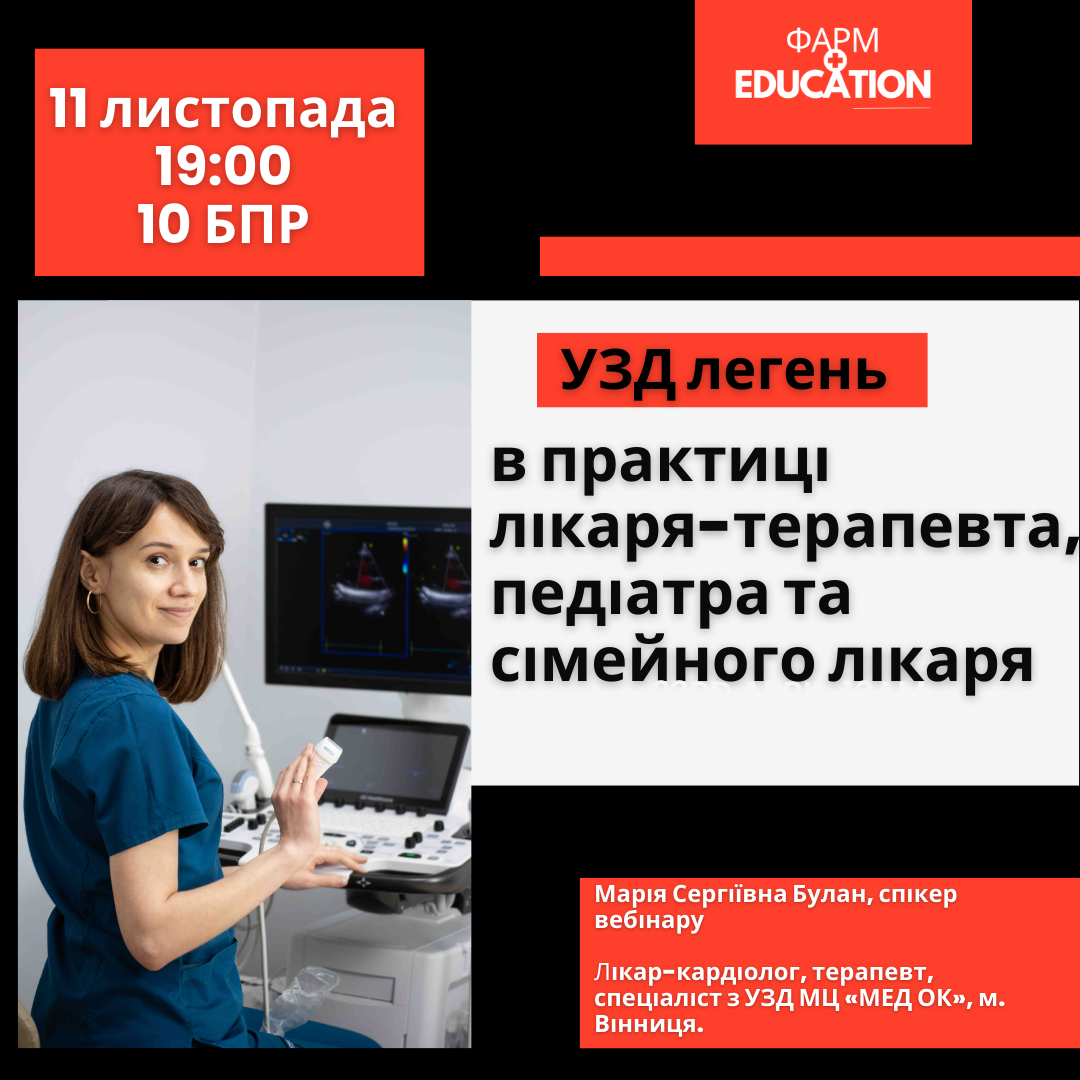 11 листопада
19:00
10 БПР
ФАРМ
EDUCATION
УЗД легень
в практиці
лікаря-терапевта,
педіатра та
сімейного лікаря
Марія Сергіївна Булан, спікер
вебінару
Лікар-кардіолог, терапевт,
спеціаліст з УЗД МЦ «МЕД ОК», м.
Вінниця.